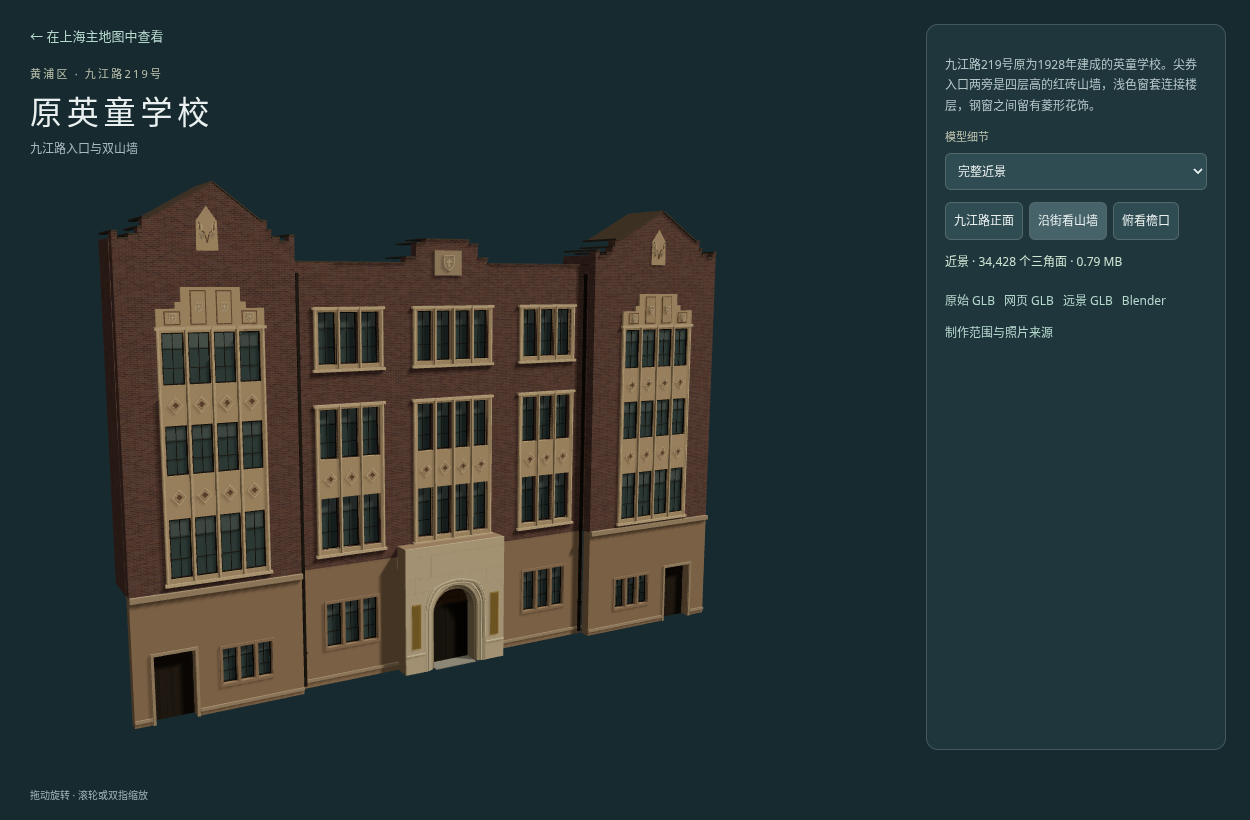 ← 在上海主地图中查看
黄浦区 · 九江路219号
原英童学校
九江路入口与双山墙
九江路219号原为1928年建成的英童学校。尖券
入口两旁是四层高的红砖山墙，浅色窗套连接楼
层，钢窗之间留有菱形花饰。
模型细节
完整近景
九江路正面 沿街看山墙 俯看檐口
近景 · 34,428 个三角面 · 0.79 MB
原始 GLB 网页 GLB 远景 GLB Blender
制作范围与照片来源
拖动旋转 · 滚轮或双指缩放